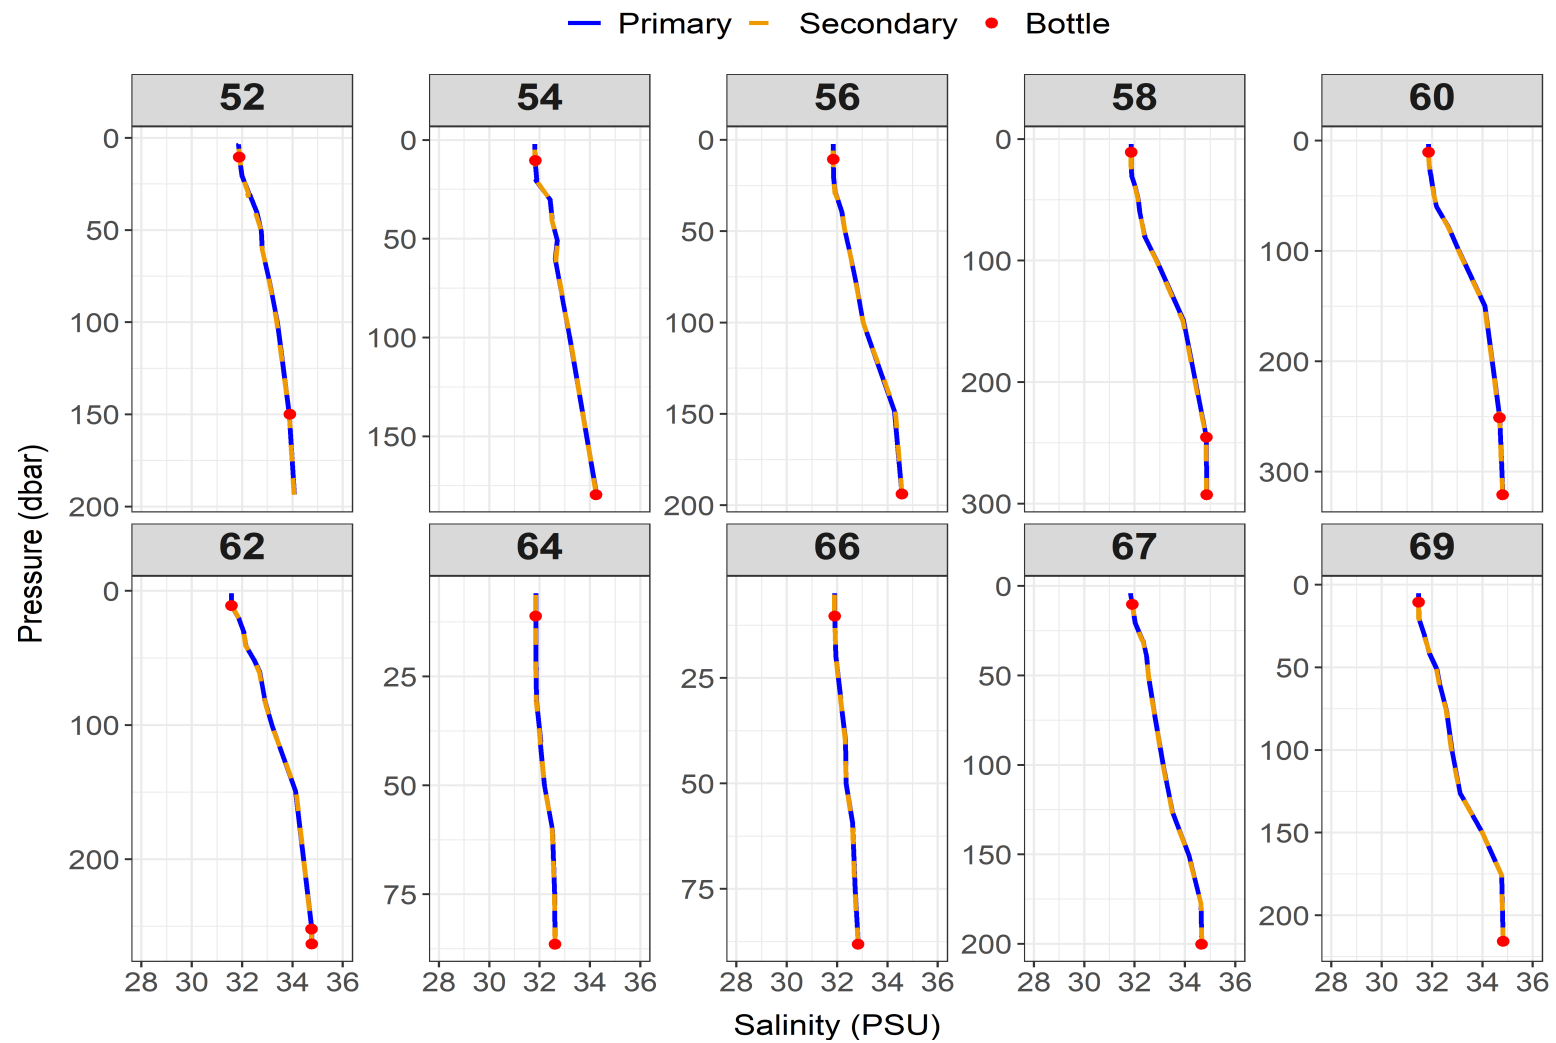 Primary Secondary Bottle
52 54 56 58 60
0 50 100 150 200
0 50 100 150
0 50 100 150 200
0 100 200 300
0 100 200 300
Pressure (dbar)
62 64 66 67 69
0 100 200
25 50 75
25 50 75
0 50 100 150 200
0 50 100 150 200
28 30 32 34 36 28 30 32 34 36 28 30 32 34 36 28 30 32 34 36 28 30 32 34 36
Salinity (PSU)